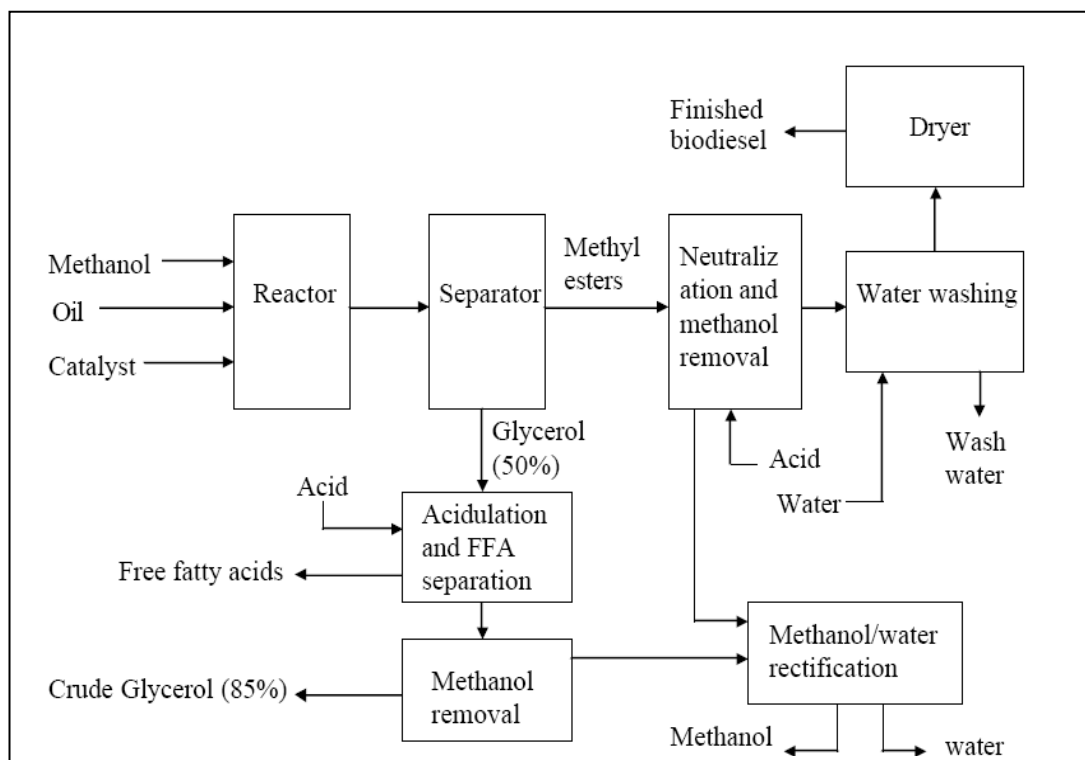 Finished
biodiesel
Dryer
Methanol
Oil
Catalyst
Reactor
Separator
Methyl
esters
Neutraliz
ation and
methanol
removal
Water washing
Glycerol
(50%)
Acid
Water
Wash
water
Acid
Acidulation
and FFA
separation
Free fatty acids
Methanol/water
rectification
Crude Glycerol (85%)
Methanol
removal
Methanol
water